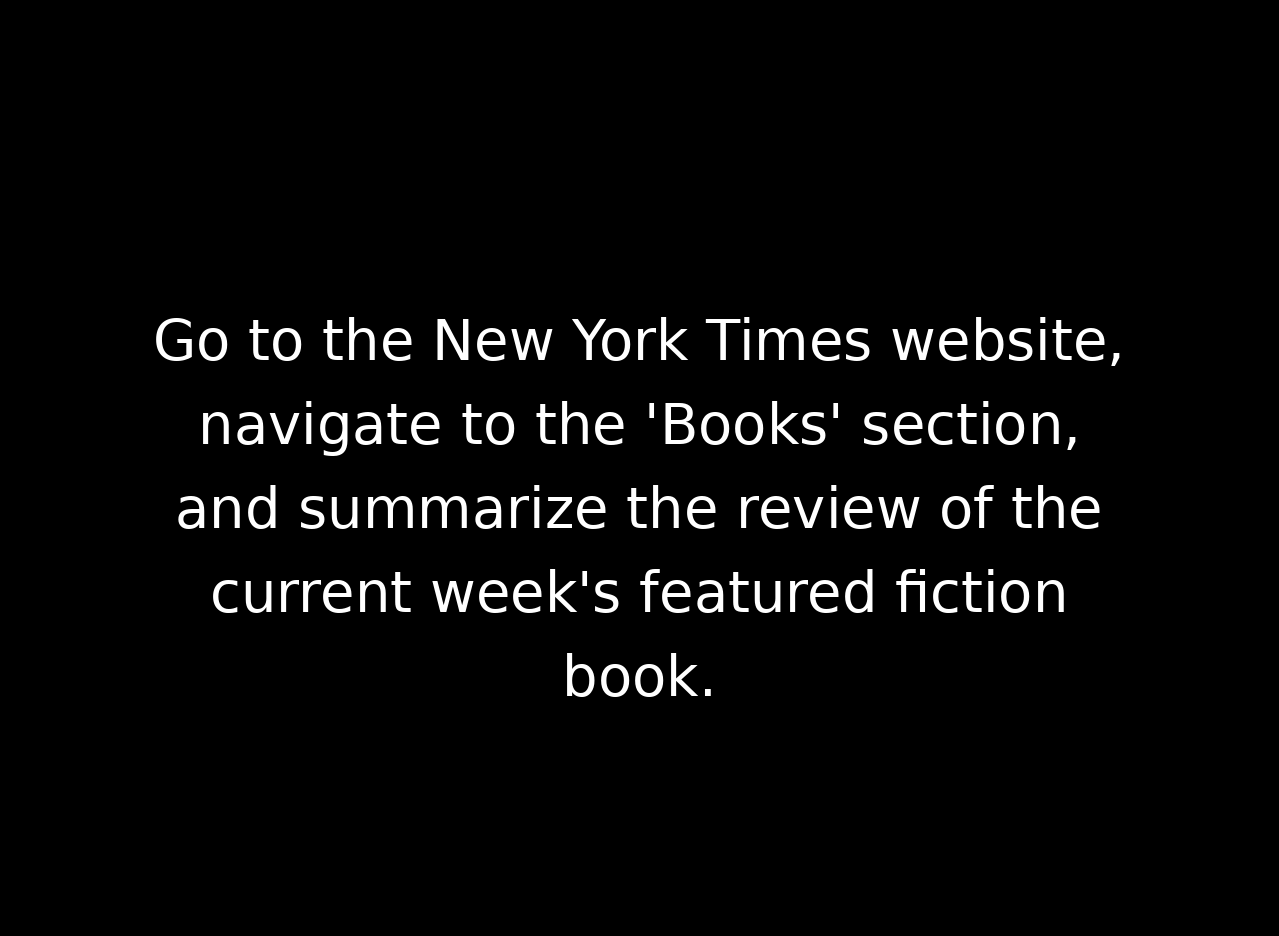 Go to the New York Times website,
navigate to the 'Books' section,
and summarize the review of the
current week's featured fiction
book.